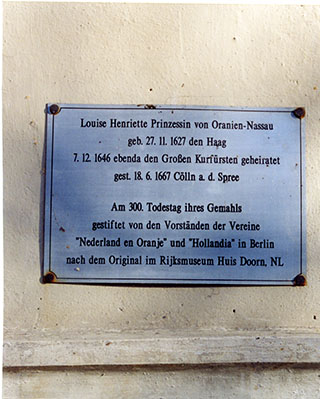 Louise Henriette Prinzessin von Oranien-Nassau
geb. 27. 11. 1627 den Haag
7. 12. 1646 ebenda den Großen Kurfürsten geheiratet
gest. 18. 6. 1667 Cölln a. d. Spree
Am 300. Todestag ihres Gemahls
gestiftet von den Vorständen der Vereine
"Nederland en Oranje" und "Hollandia" in Berlin
nach dem Original im Rijksmuseum Huis Doorn, NL